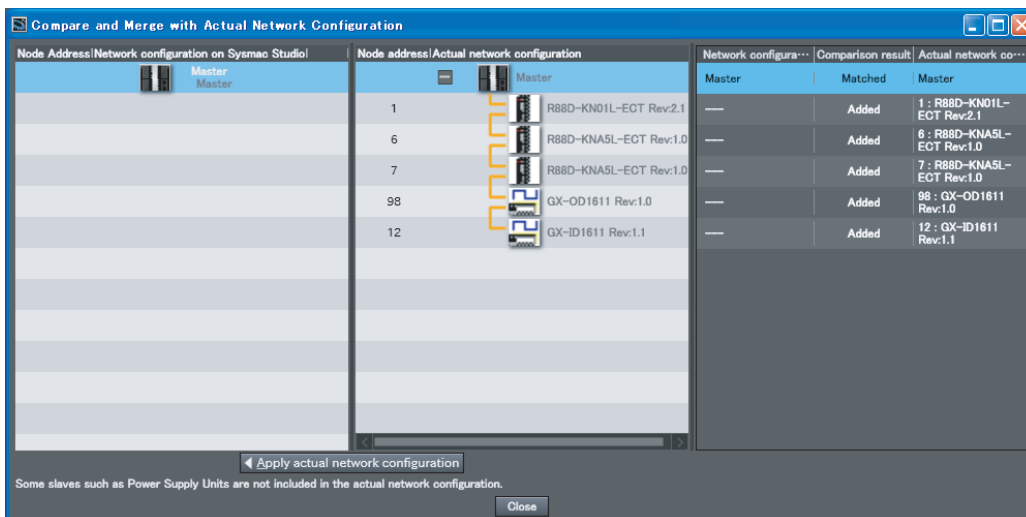 Compare and Merge with Actual Network Configuration
Node Address|Network configuration on Sysmac Studio|
Master
Master
Node address|Actual network configuration
Master
1 R88D-KN01L-ECT Rev:2.1
6 R88D-KNA5L-ECT Rev:1.0
7 R88D-KNA5L-ECT Rev:1.0
98 GX-OD1611 Rev:1.0
12 GX-ID1611 Rev:1.1
Network configura··· Comparison result Actual network co···
Master Matched Master
---- Added 1 : R88D-KN01L-
ECT Rev:2.1
---- Added 6 : R88D-KNA5L-
ECT Rev:1.0
---- Added 7 : R88D-KNA5L-
ECT Rev:1.0
---- Added 98 : GX-OD1611
Rev:1.0
---- Added 12 : GX-ID1611
Rev:1.1
Apply actual network configuration
Some slaves such as Power Supply Units are not included in the actual network configuration.
Close